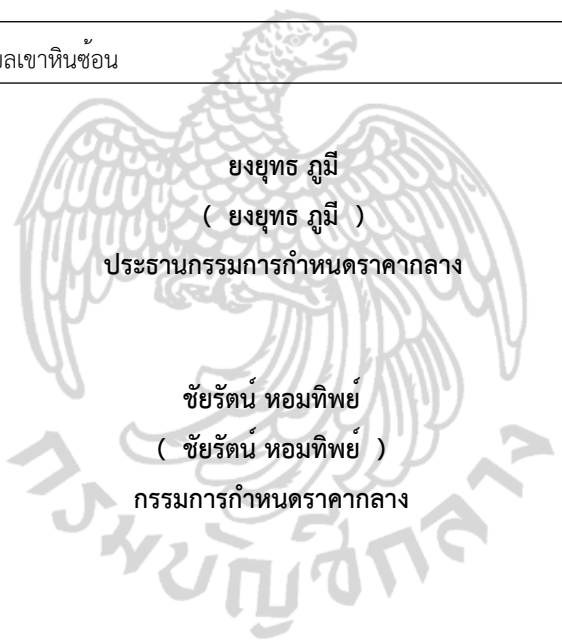 เขาหินซ้อน
ยงยุทธ ภูมี
( ยงยุทธ ภูมี )
ประธานกรรมการกำหนดราคากลาง
ชัยรัตน์ หอมทิพย์
( ชัยรัตน์ หอมทิพย์ )
กรรมการกำหนดราคากลาง
กรมบัญชีกลาง